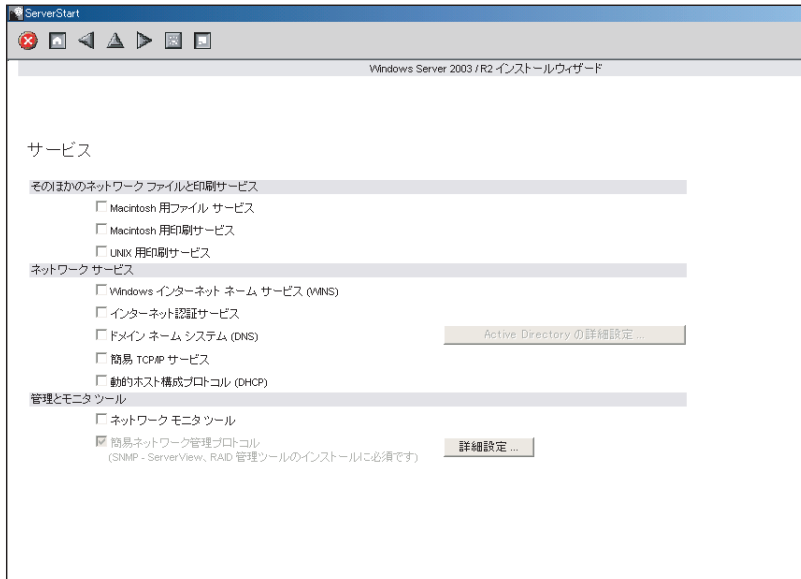 ServerStart
Windows Server 2003 / R2 インストールウィザード
サービス
そのほかのネットワーク ファイルと印刷サービス
Macintosh 用ファイル サービス
Macintosh 用印刷サービス
UNIX 用印刷サービス
ネットワーク サービス
Windows インターネット ネーム サービス (WINS)
インターネット認証サービス
ドメイン ネーム システム (DNS)
Active Directory の詳細設定 ...
簡易 TCP/IP サービス
動的ホスト構成プロトコル (DHCP)
管理とモニタ ツール
ネットワーク モニタ ツール
簡易ネットワーク管理プロトコル
(SNMP - ServerView、RAID 管理ツールのインストールに必須です)
詳細設定 ...